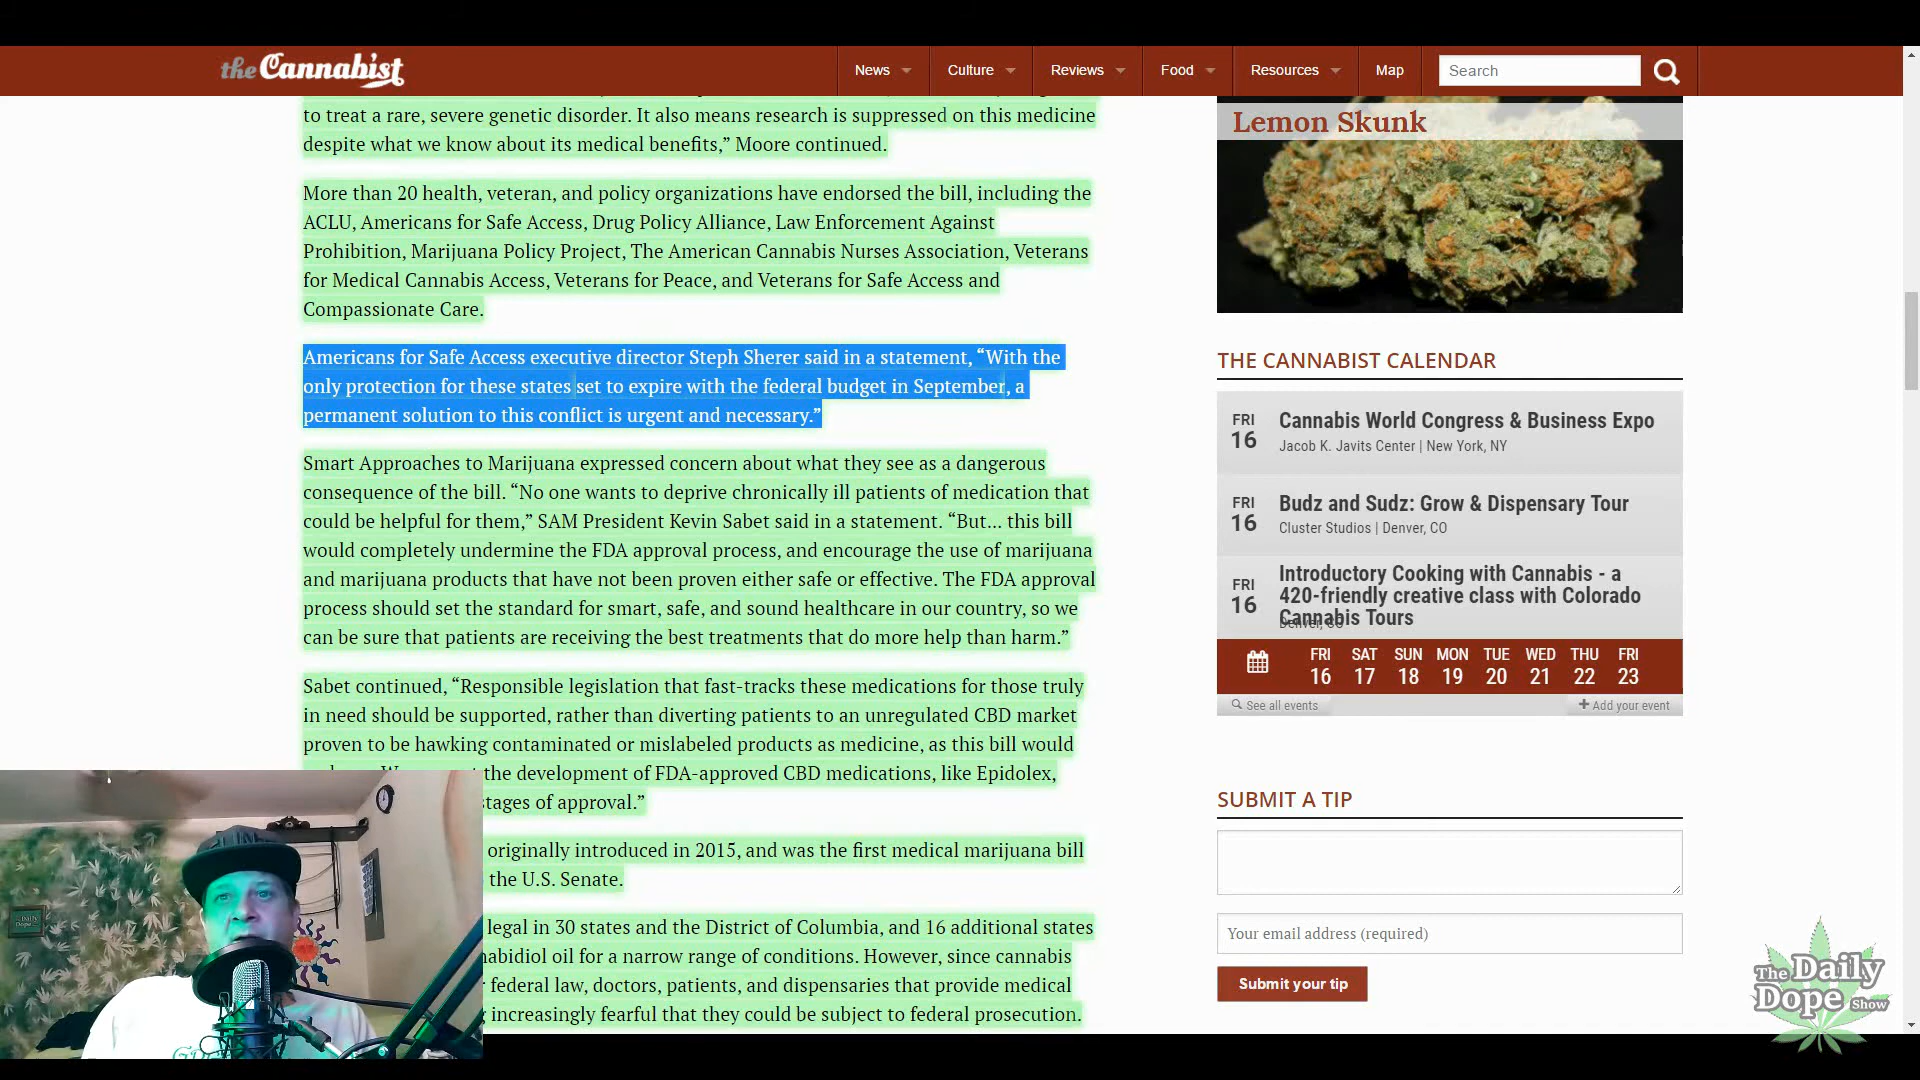 the Cannabist
News
Culture
Reviews
Food
Resources
Map
Search
to treat a rare, severe genetic disorder. It also means research is suppressed on this medicine
despite what we know about its medical benefits,” Moore continued.
More than 20 health, veteran, and policy organizations have endorsed the bill, including the
ACLU, Americans for Safe Access, Drug Policy Alliance, Law Enforcement Against
Prohibition, Marijuana Policy Project, The American Cannabis Nurses Association, Veterans
for Medical Cannabis Access, Veterans for Peace, and Veterans for Safe Access and
Compassionate Care.
Americans for Safe Access executive director Steph Sherer said in a statement, “With the
only protection for these states set to expire with the federal budget in September, a
permanent solution to this conflict is urgent and necessary.”
Smart Approaches to Marijuana expressed concern about what they see as a dangerous
consequence of the bill. “No one wants to deprive chronically ill patients of medication that
could be helpful for them,” SAM President Kevin Sabet said in a statement. “But... this bill
would completely undermine the FDA approval process, and encourage the use of marijuana
and marijuana products that have not been proven either safe or effective. The FDA approval
process should set the standard for smart, safe, and sound healthcare in our country, so we
can be sure that patients are receiving the best treatments that do more help than harm.”
Sabet continued, “Responsible legislation that fast-tracks these medications for those truly
in need should be supported, rather than diverting patients to an unregulated CBD market
proven to be hawking contaminated or mislabeled products as medicine, as this bill would
the development of FDA-approved CBD medications, like Epidolex,
stages of approval.”
originally introduced in 2015, and was the first medical marijuana bill
the U.S. Senate.
legal in 30 states and the District of Columbia, and 16 additional states
nabidiol oil for a narrow range of conditions. However, since cannabis
federal law, doctors, patients, and dispensaries that provide medical
increasingly fearful that they could be subject to federal prosecution.
Lemon Skunk
THE CANNABIST CALENDAR
FRI
16
Cannabis World Congress & Business Expo
Jacob K. Javits Center | New York, NY
FRI
16
Budz and Sudz: Grow & Dispensary Tour
Cluster Studios | Denver, CO
FRI
16
Introductory Cooking with Cannabis - a
420-friendly creative class with Colorado
Cannabis Tours
Denver, CO
FRI SAT SUN MON TUE WED THU FRI
16 17 18 19 20 21 22 23
See all events
Add your event
SUBMIT A TIP
Your email address (required)
Submit your tip
The Daily
Dope Show